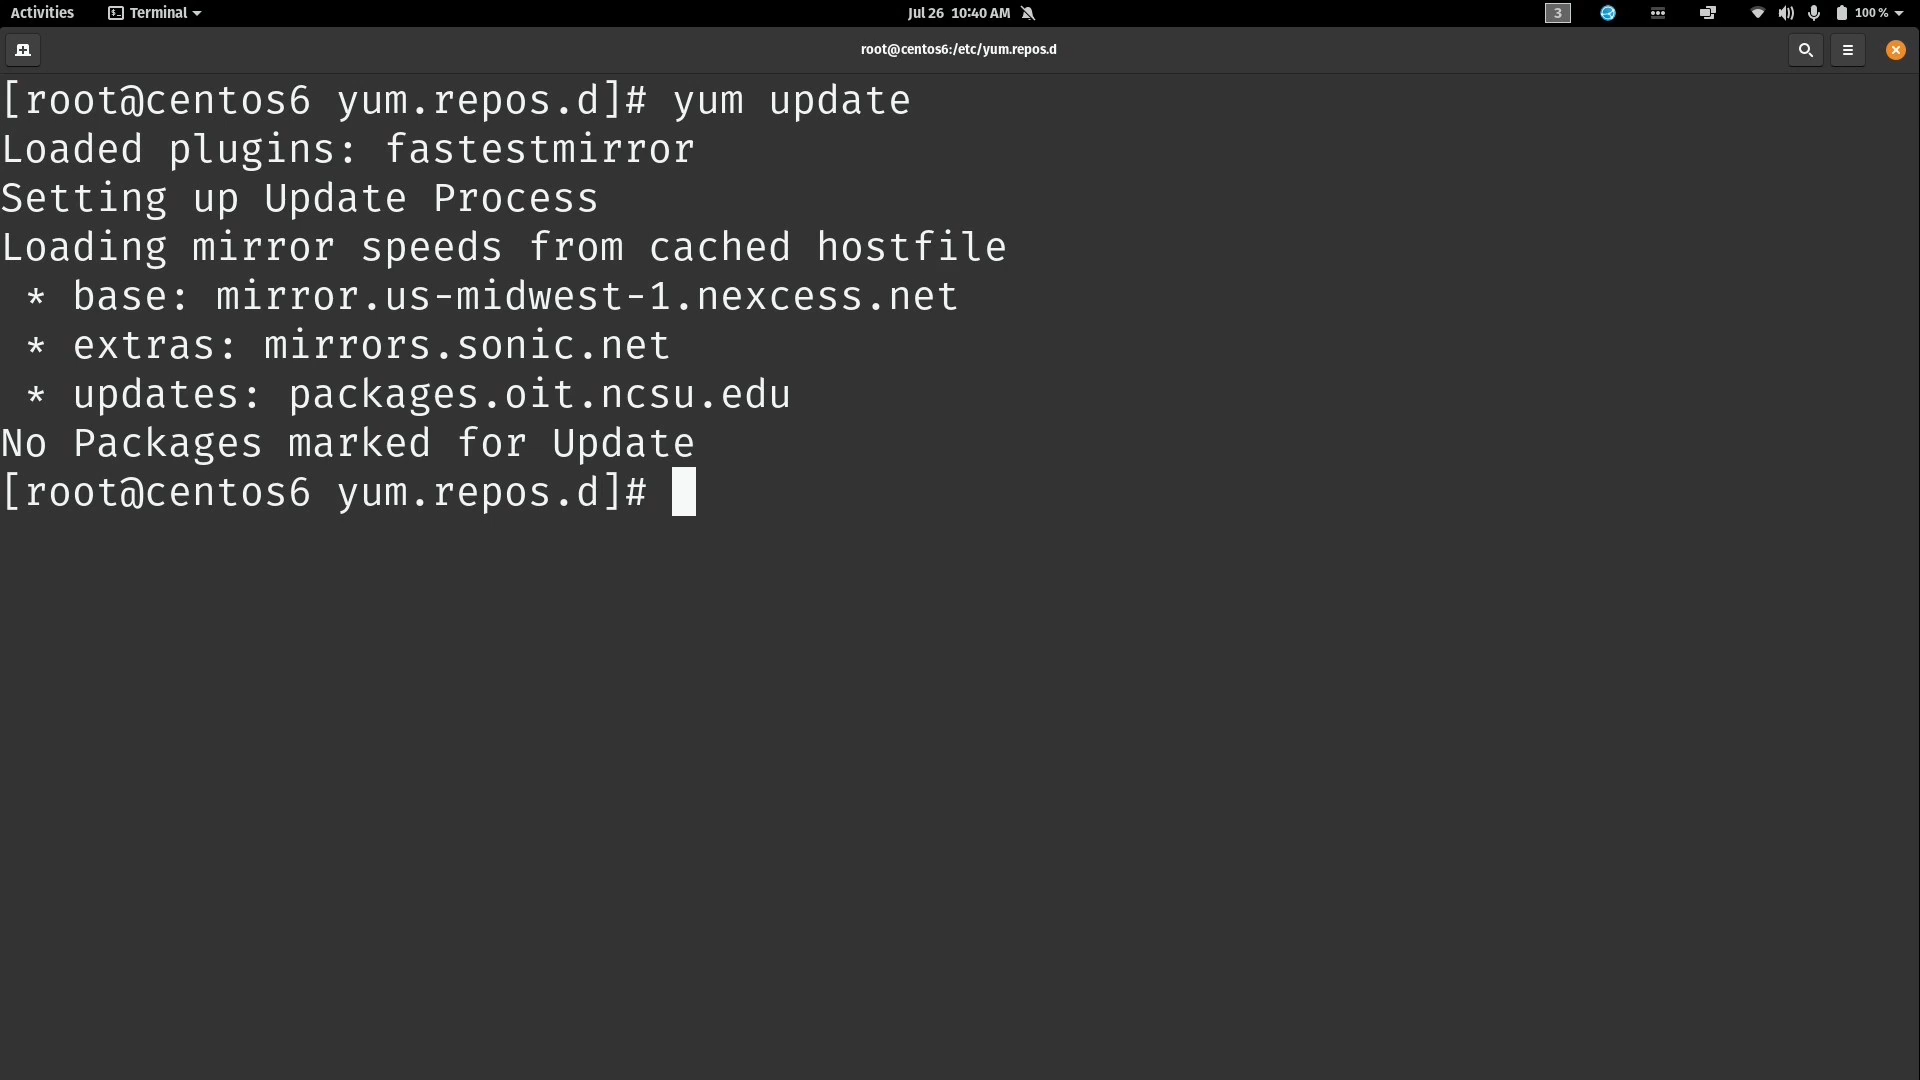 Activities Terminal Jul 26 10:40 AM 3 100 %
root@centos6:/etc/yum.repos.d
[root@centos6 yum.repos.d]# yum update
Loaded plugins: fastestmirror
Setting up Update Process
Loading mirror speeds from cached hostfile
 * base: mirror.us-midwest-1.nexcess.net
 * extras: mirrors.sonic.net
 * updates: packages.oit.ncsu.edu
No Packages marked for Update
[root@centos6 yum.repos.d]#